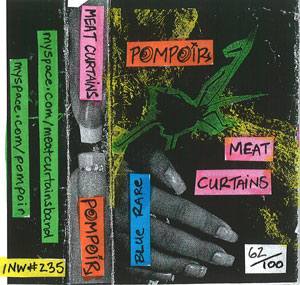 myspace.com/pompoir
myspace.com/meatcurtainsband
INW#235
MEAT CURTAINS
POMPOIR
POMPOIR
MEAT
CURTAINS
BLUE RARE
62/100